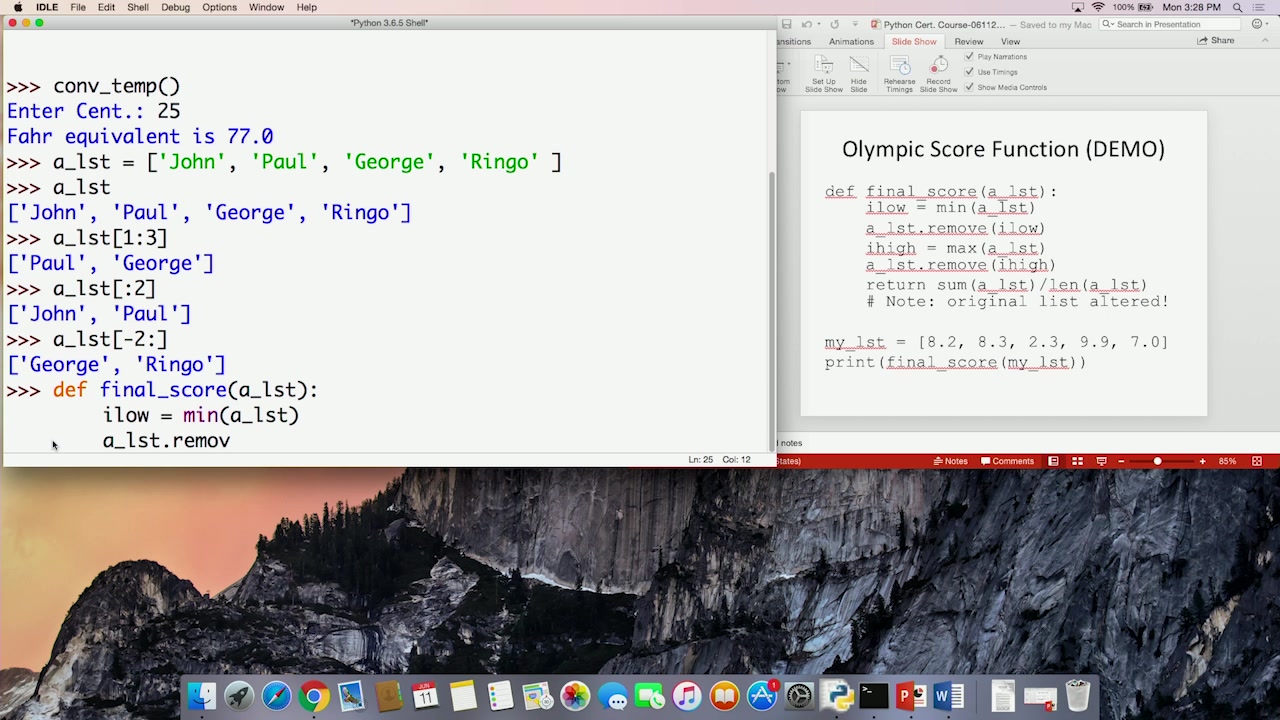 IDLE File Edit Shell Debug Options Window Help 100% Mon 3:28 PM
*Python 3.6.5 Shell*
>>> conv_temp()
Enter Cent.: 25
Fahr equivalent is 77.0
>>> a_lst = ['John', 'Paul', 'George', 'Ringo' ]
>>> a_lst
['John', 'Paul', 'George', 'Ringo']
>>> a_lst[1:3]
['Paul', 'George']
>>> a_lst[:2]
['John', 'Paul']
>>> a_lst[-2:]
['George', 'Ringo']
>>> def final_score(a_lst):
ilow = min(a_lst)
a_lst.remov
Ln: 25 Col: 12
Python Cert. Course-06112... — Saved to my Mac Search in Presentation
Animations Slide Show Review View Share
Set Up
Slide Show
Hide
Slide
Rehearse
Timings
Record
Slide Show
Play Narrations
Use Timings
Show Media Controls
Olympic Score Function (DEMO)
def final_score(a_lst):
ilow = min(a_lst)
a_lst.remove(ilow)
ihigh = max(a_lst)
a_lst.remove(ihigh)
return sum(a_lst)/len(a_lst)
# Note: original list altered!
my_lst = [8.2, 8.3, 2.3, 9.9, 7.0]
print(final_score(my_lst))
notes
States) Notes Comments 85%
JUN
11
1